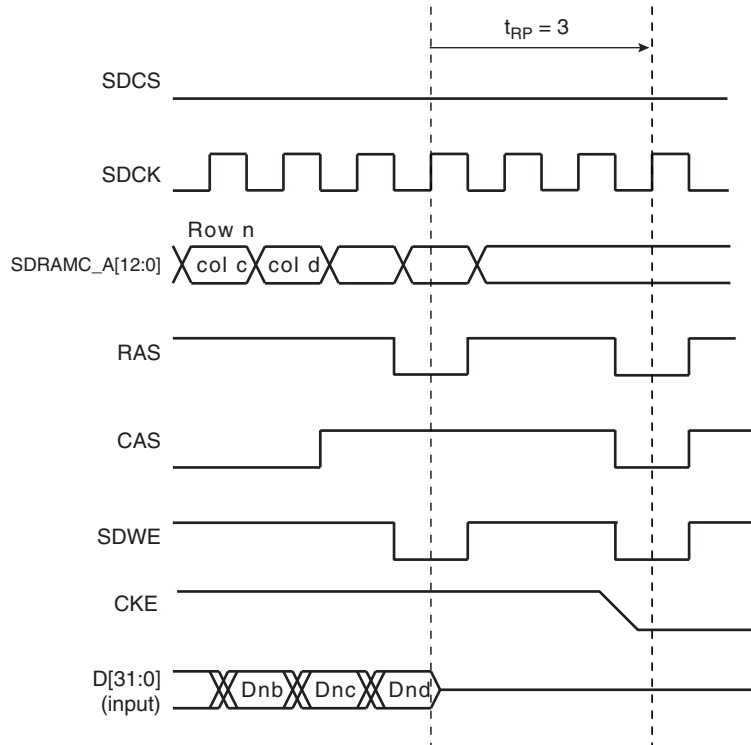 t_RP = 3
SDCS
SDCK
Row n
SDRAMC_A[12:0]
col c col d
RAS
CAS
SDWE
CKE
D[31:0]
(input)
Dnb Dnc Dnd